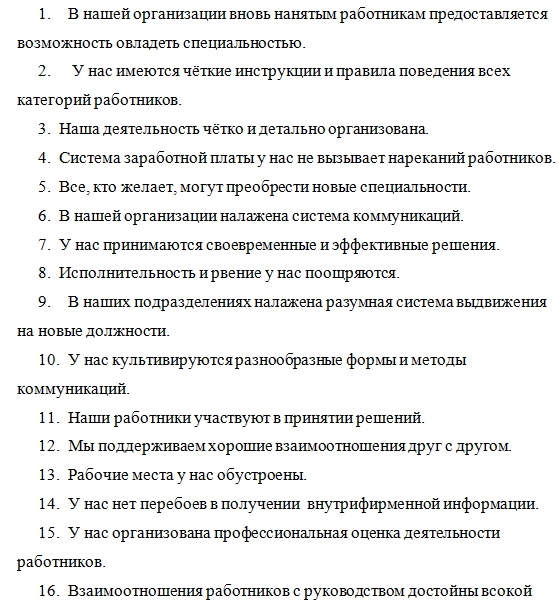 1. В нашей организации вновь нанятым работникам предоставляется
возможность овладеть специальностью.
2. У нас имеются чёткие инструкции и правила поведения всех
категорий работников.
3. Наша деятельность чётко и детально организована.
4. Система заработной платы у нас не вызывает нареканий работников.
5. Все, кто желает, могут преобрести новые специальности.
6. В нашей организации налажена система коммуникаций.
7. У нас принимаются своевременные и эффективные решения.
8. Исполнительность и рвение у нас поощряются.
9. В наших подразделениях налажена разумная система выдвижения
на новые должности.
10. У нас культивируются разнообразные формы и методы
коммуникаций.
11. Наши работники участвуют в принятии решений.
12. Мы поддерживаем хорошие взаимоотношения друг с другом.
13. Рабочие места у нас обустроены.
14. У нас нет перебоев в получении внутрифирменной информации.
15. У нас организована профессиональная оценка деятельности
работников.
16. Взаимоотношения работников с руководством достойны всокой